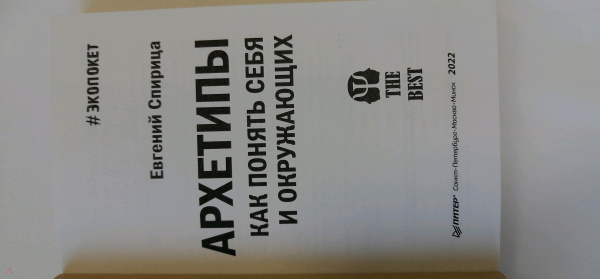 #экопокет
Евгений Спирица
АРХЕТИПЫ
КАК ПОНЯТЬ СЕБЯ
И ОКРУЖАЮЩИХ
THE
BEST
ПИТЕР®
Санкт-Петербург • Москва • Минск
2022